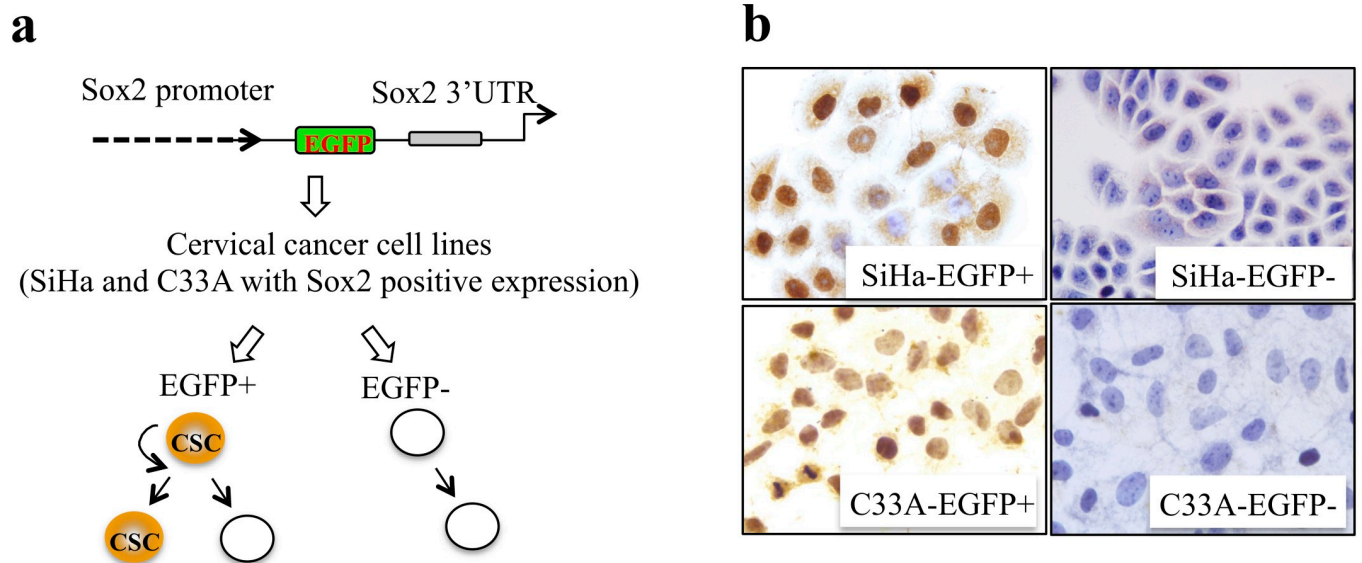 a
Sox2 promoter
Sox2 3'UTR
EGFP
Cervical cancer cell lines
(SiHa and C33A with Sox2 positive expression)
EGFP+
EGFP-
CSC
CSC
b
SiHa-EGFP+
SiHa-EGFP-
C33A-EGFP+
C33A-EGFP-